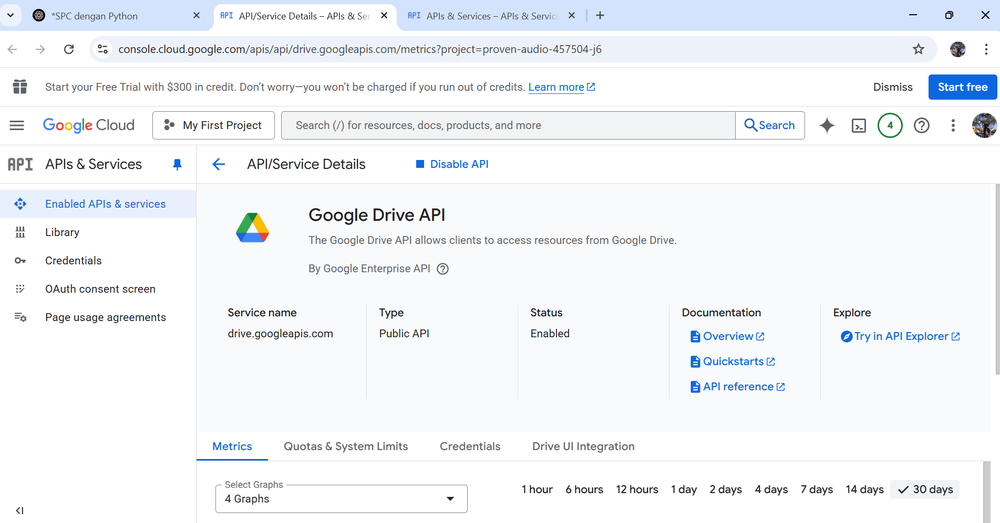 *SPC dengan Python
API API/Service Details – APIs & Ser
API APIs & Services – APIs & Service
console.cloud.google.com/apis/api/drive.googleapis.com/metrics?project=proven-audio-457504-j6
Start your Free Trial with $300 in credit. Don’t worry—you won’t be charged if you run out of credits. Learn more
Dismiss
Start free
Google Cloud
My First Project
Search (/) for resources, docs, products, and more
Search
4
API APIs & Services
API/Service Details
Disable API
Enabled APIs & services
Library
Credentials
OAuth consent screen
Page usage agreements
Google Drive API
The Google Drive API allows clients to access resources from Google Drive.
By Google Enterprise API
Service name
drive.googleapis.com
Type
Public API
Status
Enabled
Documentation
Overview
Quickstarts
API reference
Explore
Try in API Explorer
Metrics
Quotas & System Limits
Credentials
Drive UI Integration
Select Graphs
4 Graphs
1 hour
6 hours
12 hours
1 day
2 days
4 days
7 days
14 days
30 days